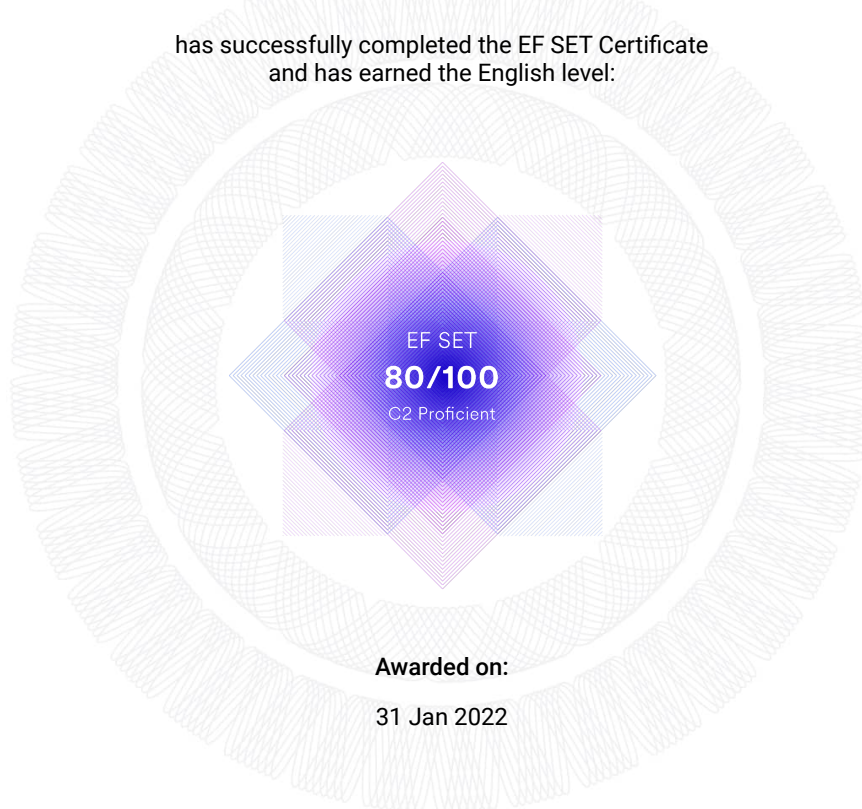 has successfully completed the EF SET Certificate
and has earned the English level:
EF SET
80/100
C2 Proficient
Awarded on:
31 Jan 2022